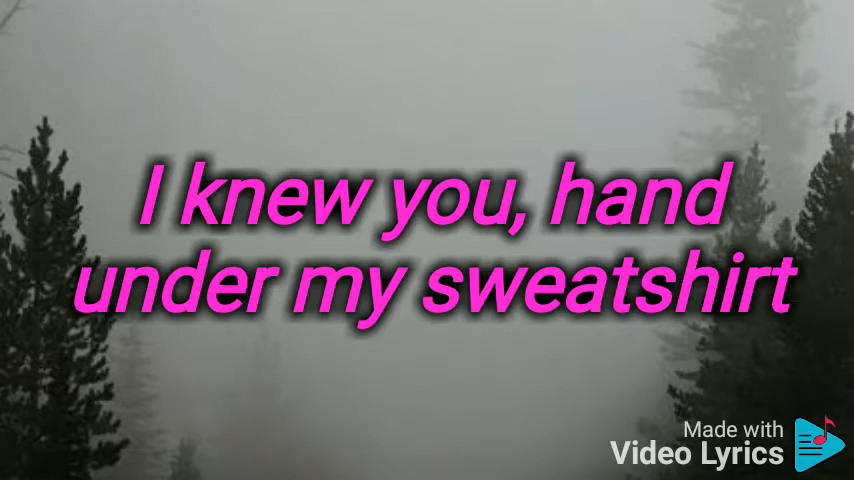 I knew you, hand
under my sweatshirt
Made with
Video Lyrics